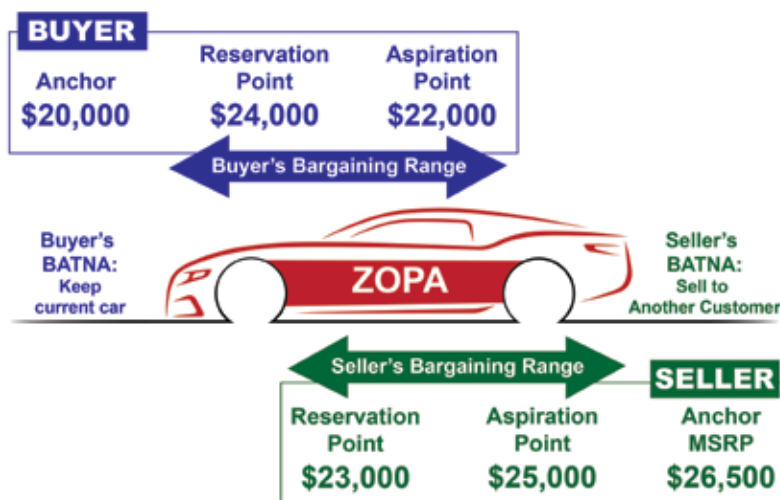 BUYER
Anchor
$20,000
Reservation
Point
$24,000
Aspiration
Point
$22,000
Buyer's Bargaining Range
Buyer's
BATNA:
Keep
current car
ZOPA
Seller's
BATNA:
Sell to
Another Customer
Seller's Bargaining Range
SELLER
Reservation
Point
$23,000
Aspiration
Point
$25,000
Anchor
MSRP
$26,500